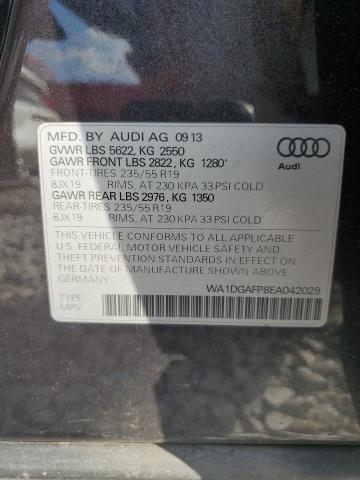 MFD. BY AUDI AG 09 13
GVWR LBS 5622, KG 2550
GAWR FRONT LBS 2822, KG 1280'
FRONT-TIRES 235/55 R19
8JX19 RIMS, AT 230 KPA 33 PSI COLD
GAWR REAR LBS 2976, KG 1350
REAR-TIRES 235/55 R19
8JX19 RIMS, AT 230 KPA 33 PSI COLD
Audi
THIS VEHICLE CONFORMS TO ALL APPLICABLE
U.S. FEDERAL MOTOR VEHICLE SAFETY, BUMPER AND
THEFT PREVENTION STANDARDS IN EFFECT
ON THE DATE OF MANUFACTURE SHOWN ABOVE.
GERMANY
WA1DGAFP8EA042029
TYPE
MPV